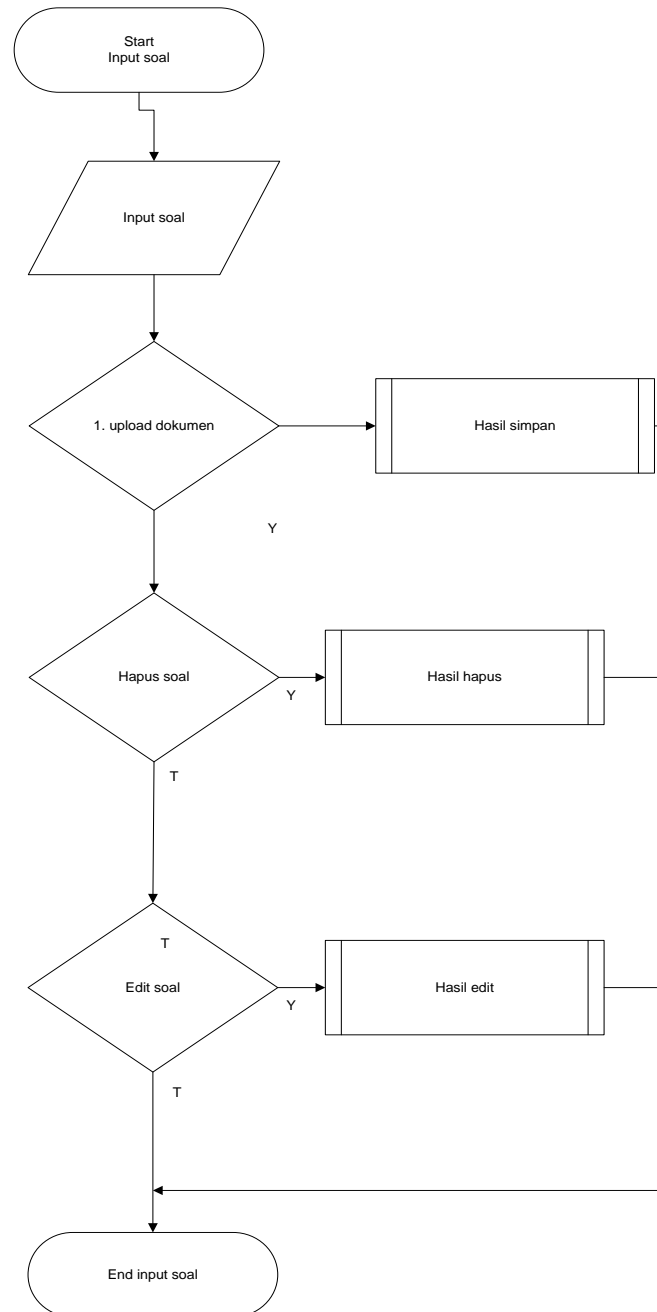 Start
Input soal
Input soal
1. upload dokumen
Hasil simpan
Y
Hapus soal
Y
Hasil hapus
T
T
Edit soal
Y
Hasil edit
T
End input soal